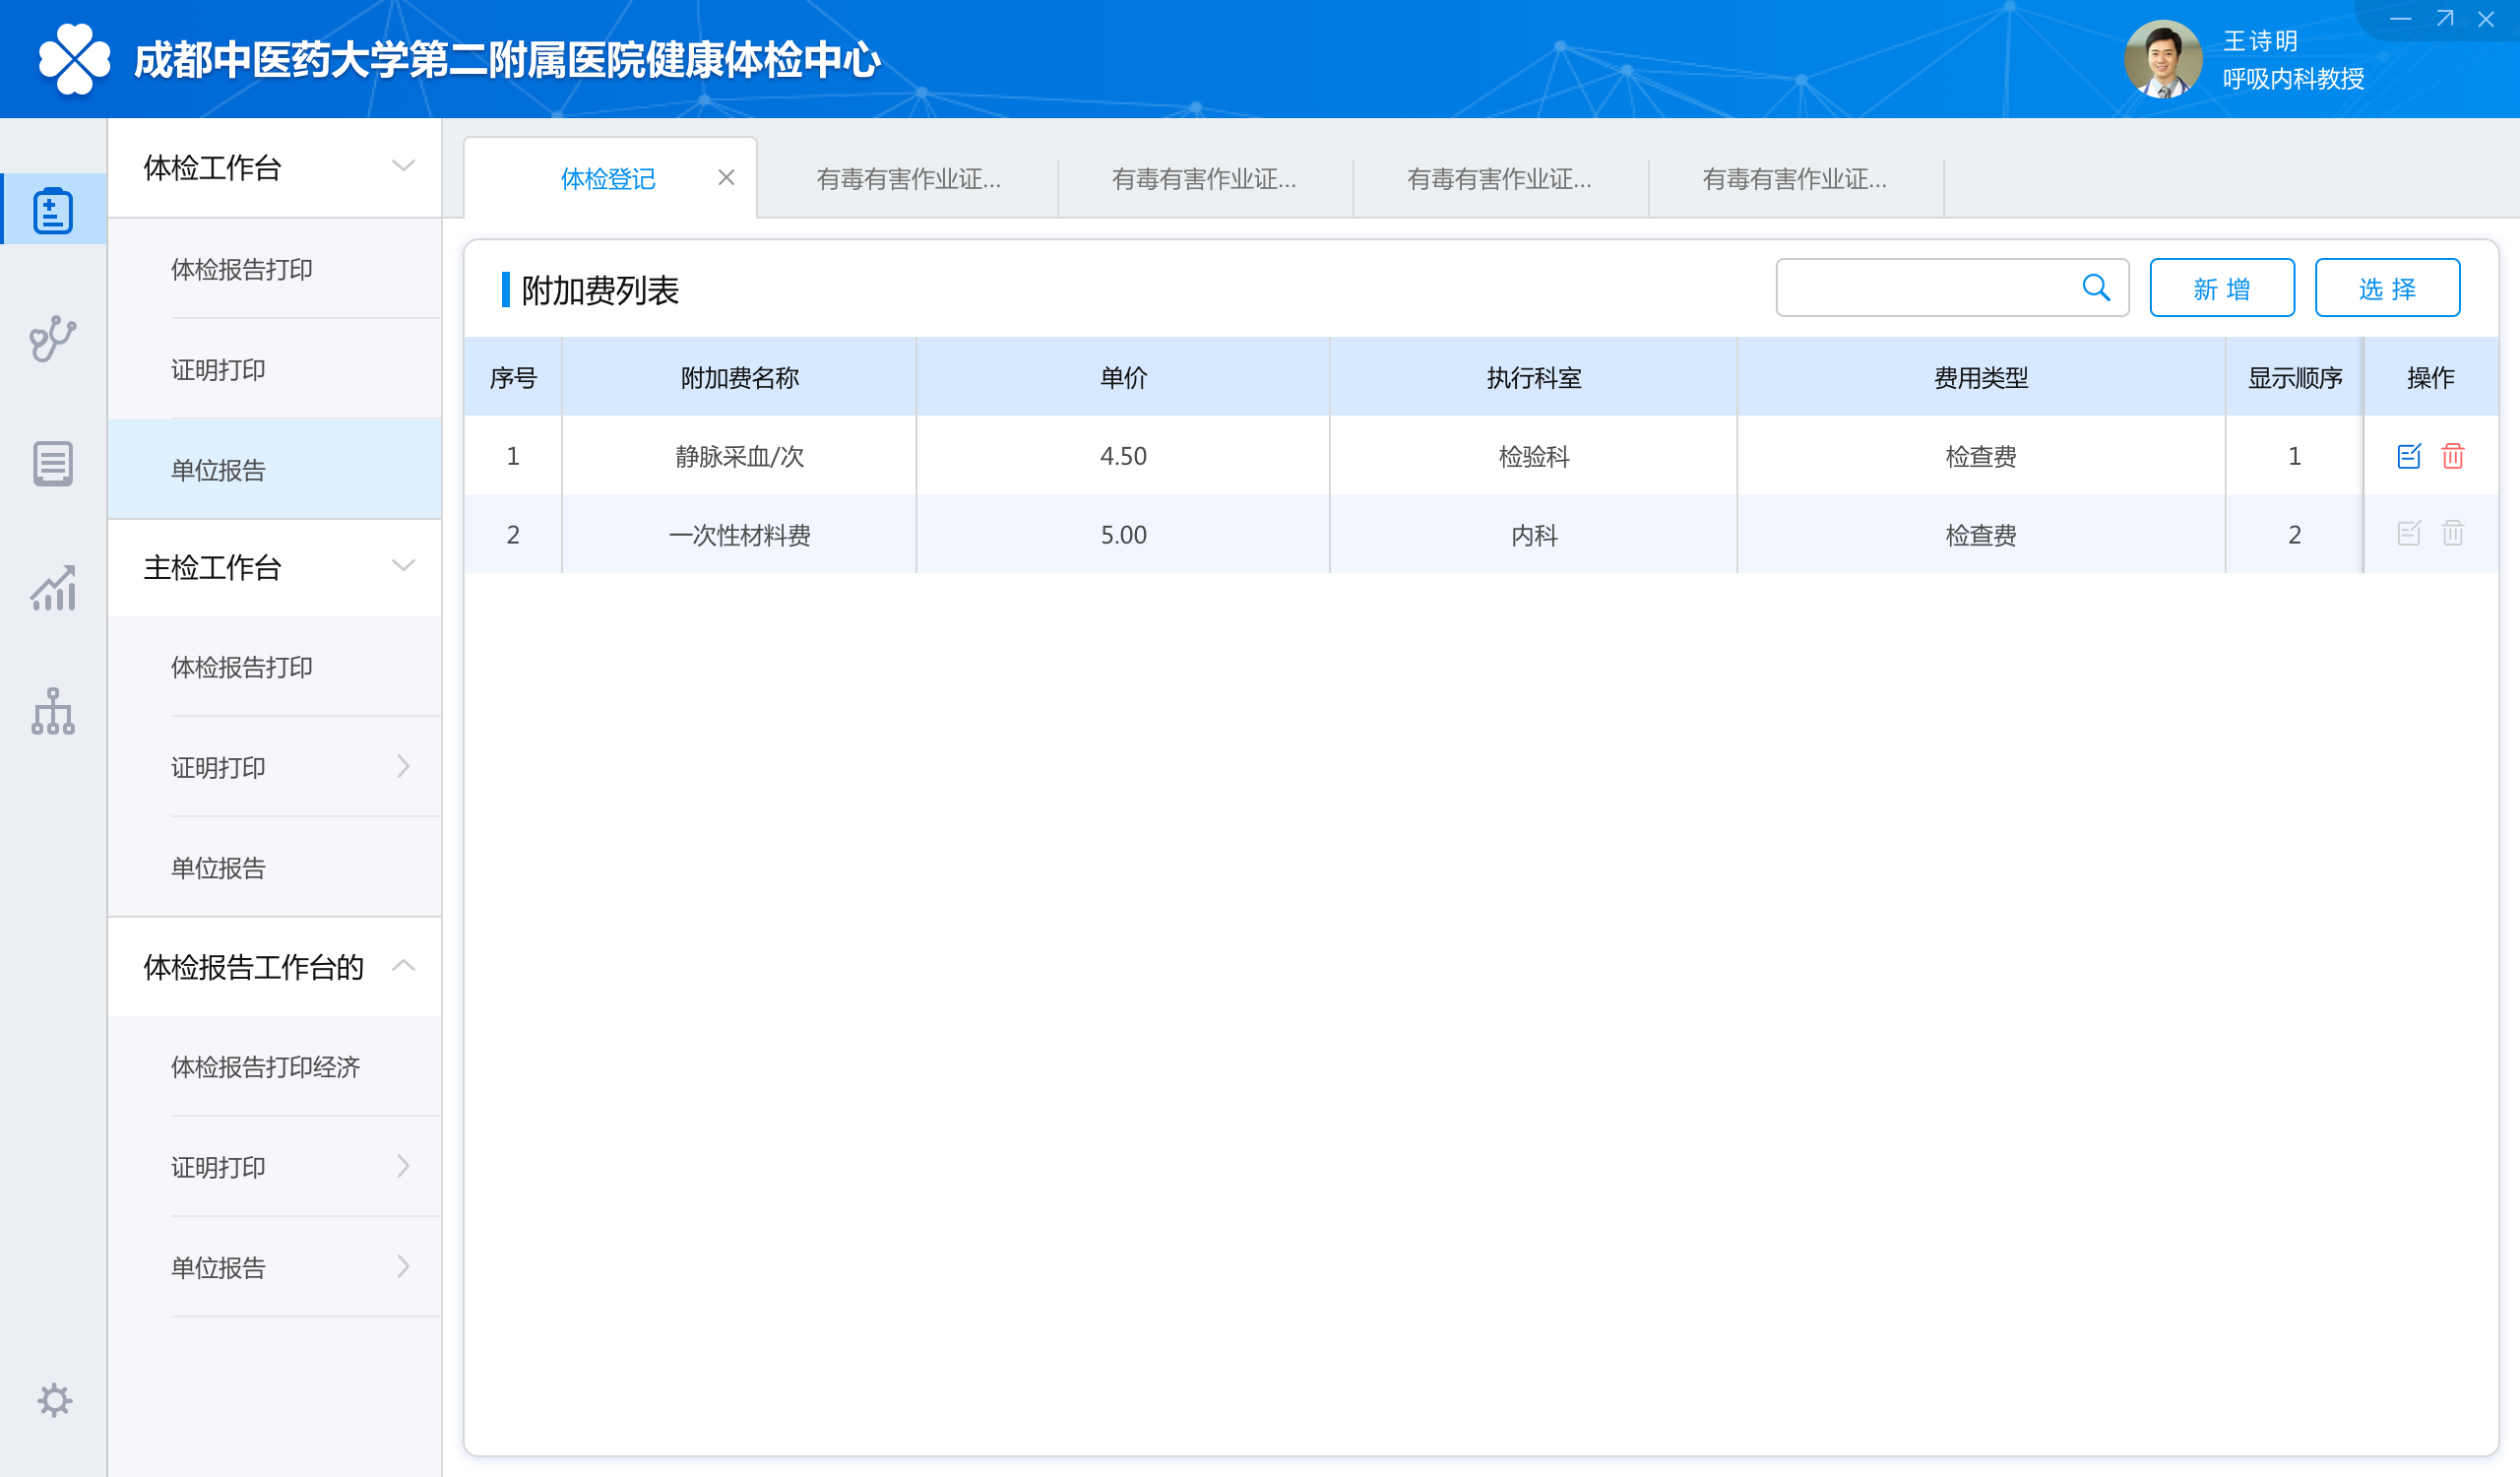 成都中医药大学第二附属医院健康体检中心
王诗明
呼吸内科教授
体检工作台
体检报告打印
证明打印
单位报告
主检工作台
体检报告打印
证明打印
单位报告
体检报告工作台的
体检报告打印经济
证明打印
单位报告
体检登记 有毒有害作业证... 有毒有害作业证... 有毒有害作业证... 有毒有害作业证...
附加费列表 新增 选择
序号 附加费名称 单价 执行科室 费用类型 显示顺序 操作
1 静脉采血/次 4.50 检验科 检查费 1
2 一次性材料费 5.00 内科 检查费 2